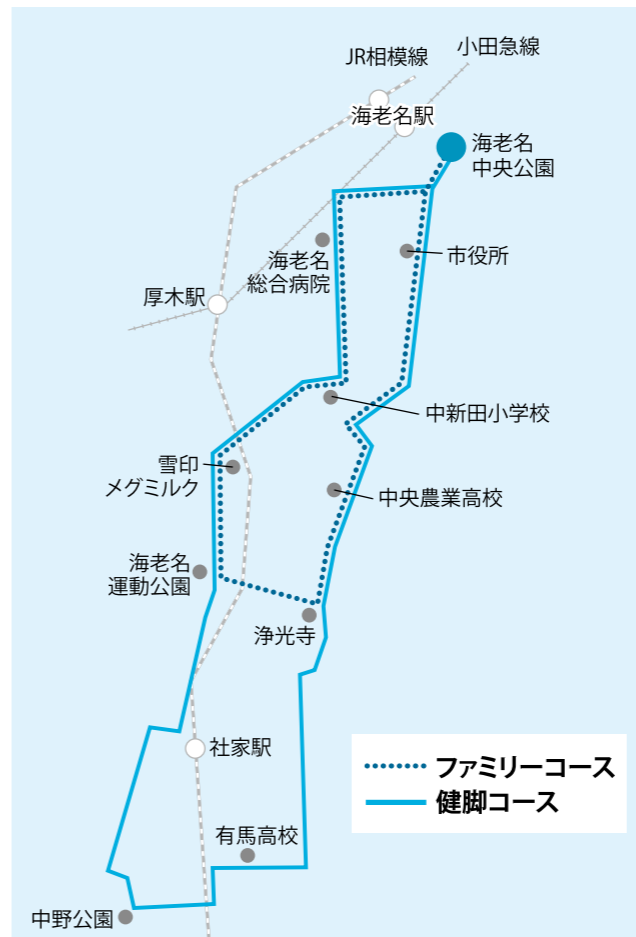 小田急線
JR相模線
海老名駅
海老名
中央公園
海老名
総合病院
市役所
厚木駅
中新田小学校
雪印
メグミルク
中央農業高校
海老名
運動公園
浄光寺
社家駅
ファミリーコース
健脚コース
有馬高校
中野公園